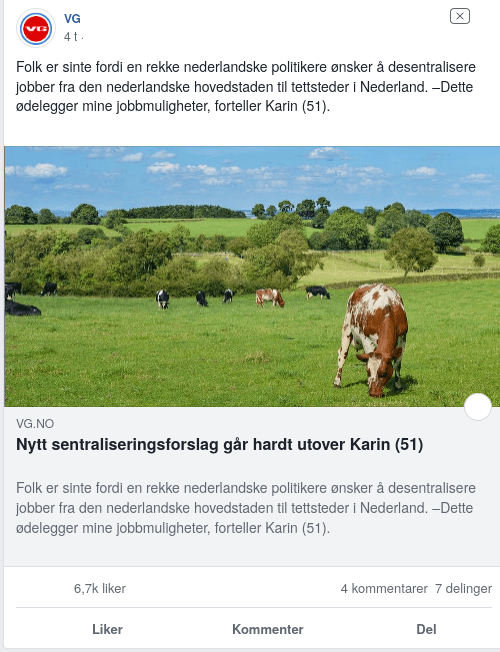 VG
VG
4 t ·
Folk er sinte fordi en rekke nederlandske politikere ønsker å desentralisere
jobber fra den nederlandske hovedstaden til tettsteder i Nederland. –Dette
ødelegger mine jobbmuligheter, forteller Karin (51).
VG.NO
Nytt sentraliseringsforslag går hardt utover Karin (51)
Folk er sinte fordi en rekke nederlandske politikere ønsker å desentralisere
jobber fra den nederlandske hovedstaden til tettsteder i Nederland. –Dette
ødelegger mine jobbmuligheter, forteller Karin (51).
6,7k liker 4 kommentarer 7 delinger
Liker Kommenter Del